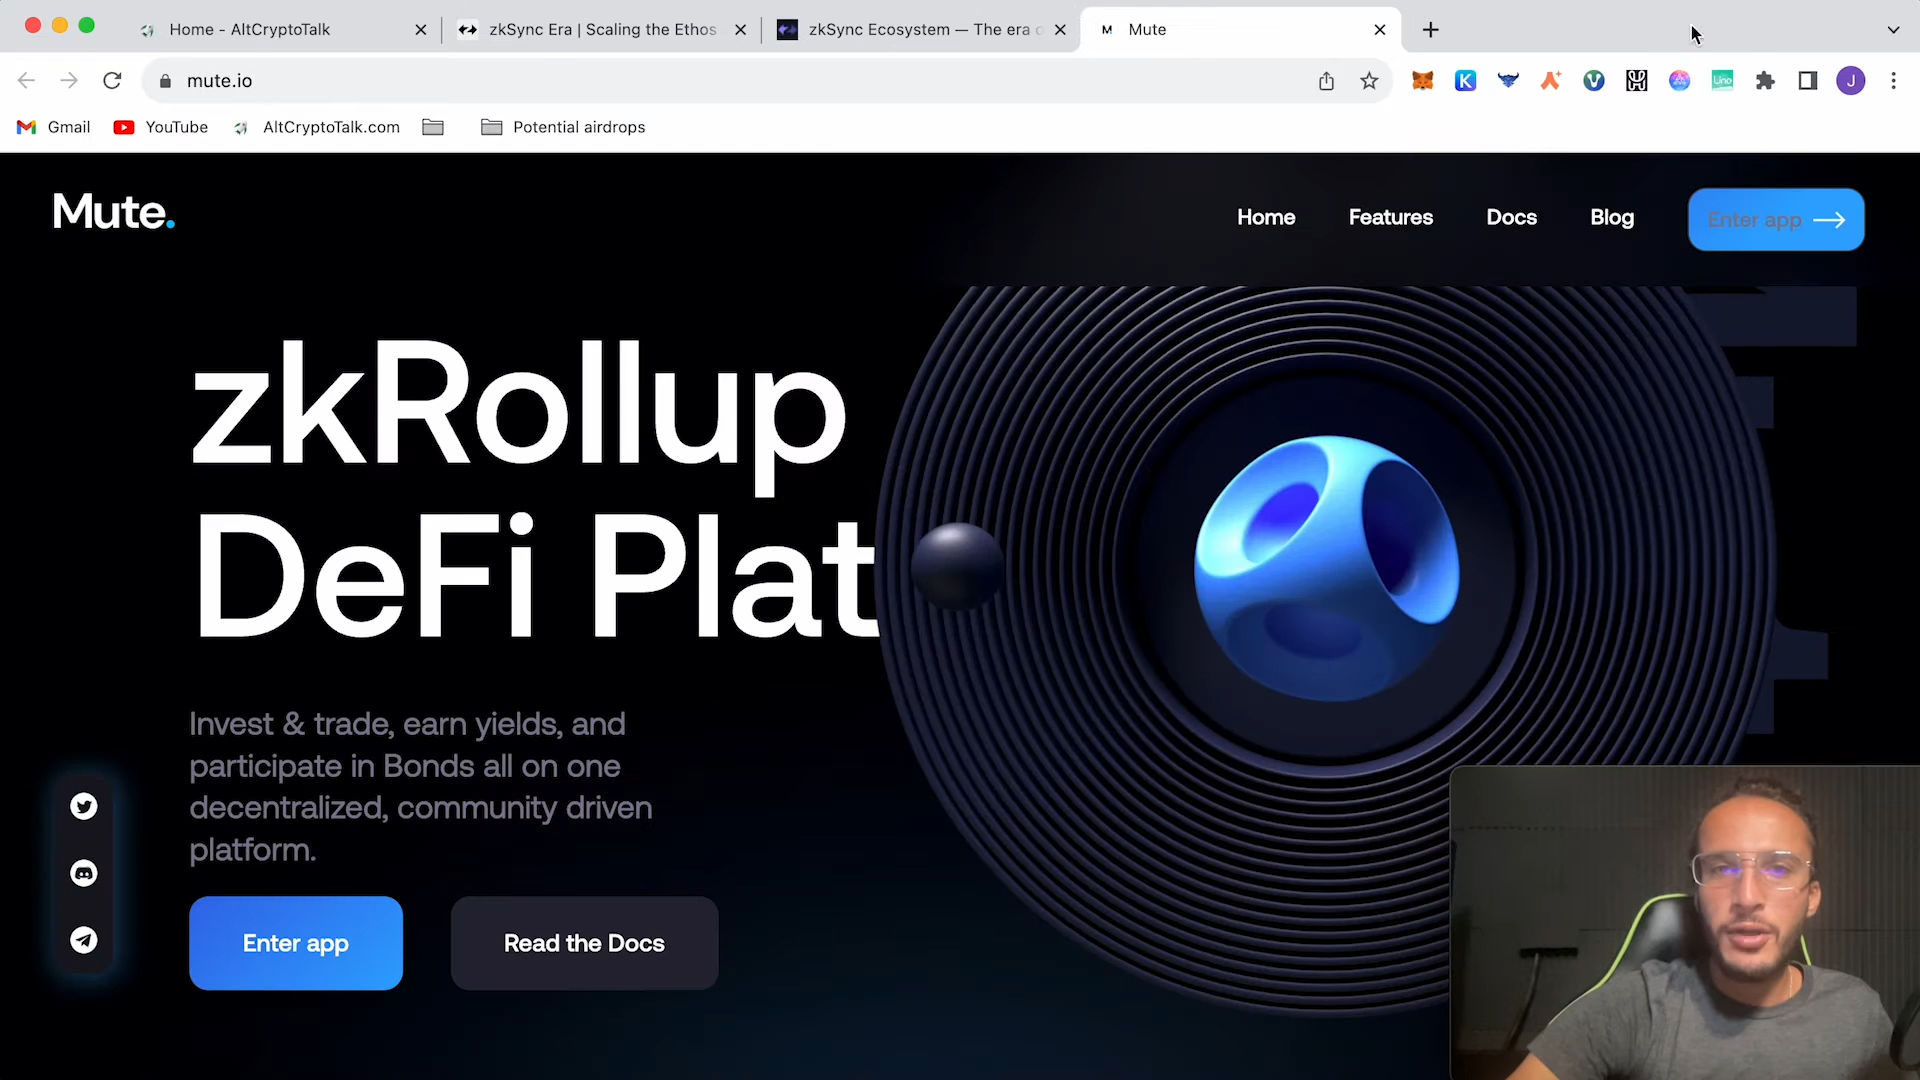 Home - AltCryptoTalk
zkSync Era | Scaling the Ethos
zkSync Ecosystem — The era o
M
Mute
mute.io
K
Lino
J
Gmail
YouTube
AltCryptoTalk.com
Potential airdrops
Mute.
Home
Features
Docs
Blog
Enter app
zkRollup
DeFi Plat
Invest & trade, earn yields, and
participate in Bonds all on one
decentralized, community driven
platform.
Enter app
Read the Docs